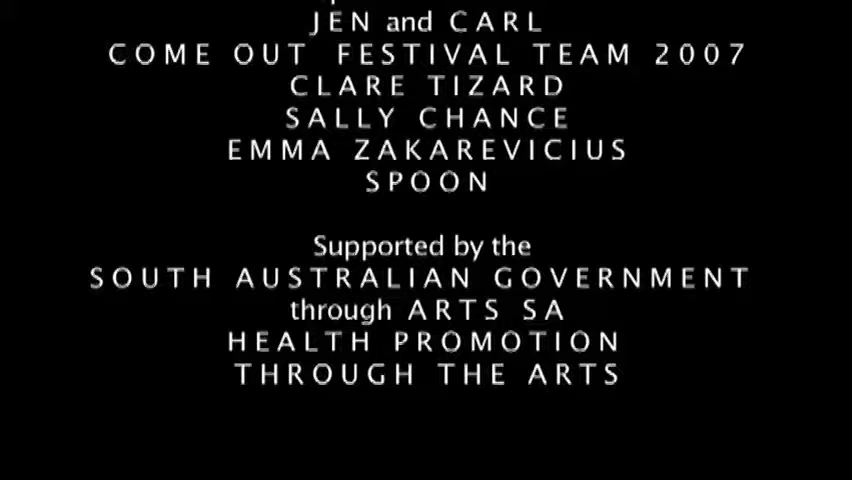 JEN and CARL
COME OUT FESTIVAL TEAM 2007
CLARE TIZARD
SALLY CHANCE
EMMA ZAKAREVICIUS
SPOON
Supported by the
SOUTH AUSTRALIAN GOVERNMENT
through ARTS SA
HEALTH PROMOTION
THROUGH THE ARTS